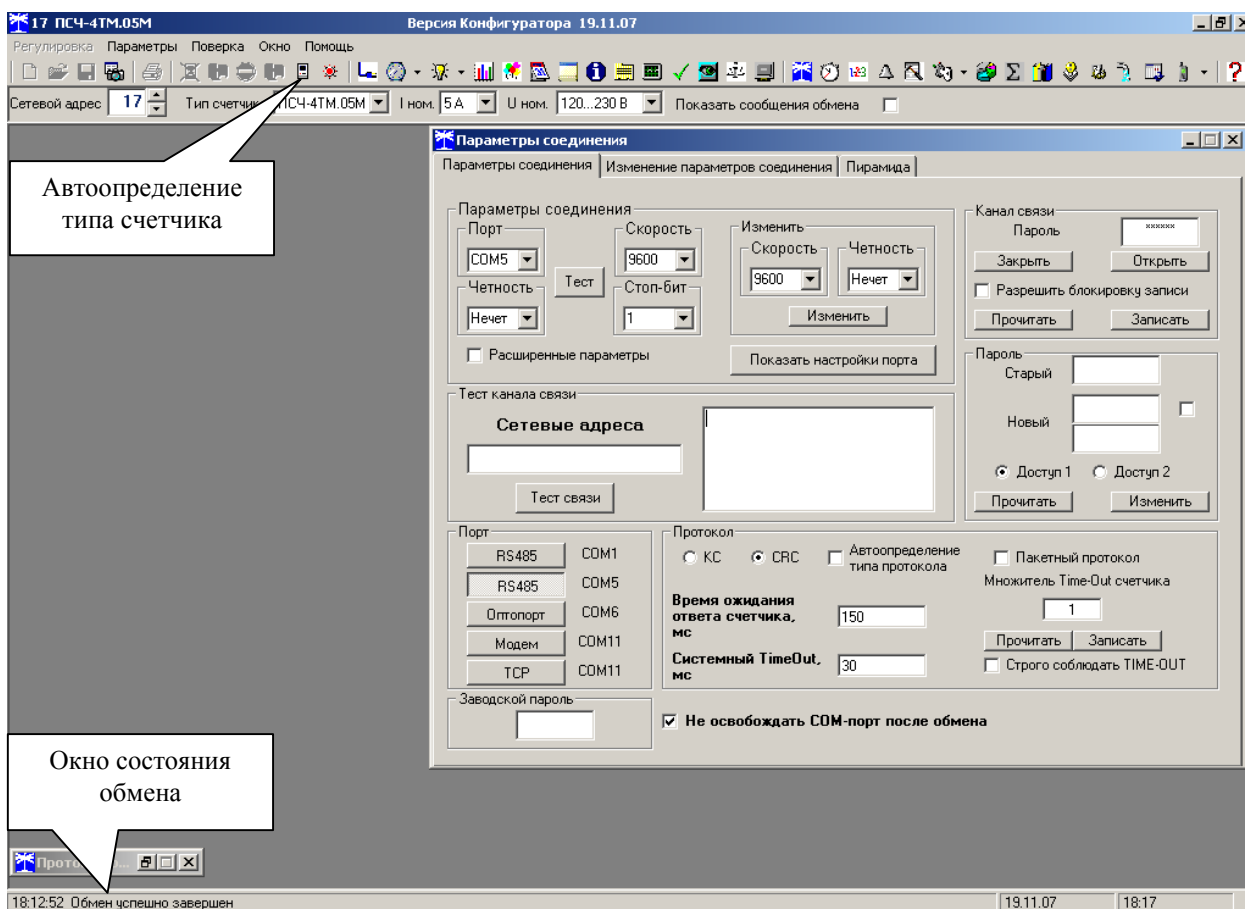 17 ПСЧ-4ТМ.05М Версия Конфигуратора 19.11.07
Регулировка Параметры Поверка Окно Помощь
Сетевой адрес 17 Тип счетчик ПСЧ-4ТМ.05М I ном. 5 А U ном. 120...230 В Показать сообщения обмена
Автоопределение
типа счетчика
Параметры соединения
Параметры соединения Изменение параметров соединения Пирамида
Параметры соединения
Порт
COM5
Скорость
9600
Тест
Четность
Нечет
Стоп-бит
1
Изменить
Скорость
9600
Четность
Нечет
Изменить
Расширенные параметры
Показать настройки порта
Канал связи
Пароль
xxxxxx
Закрыть Открыть
Разрешить блокировку записи
Прочитать Записать
Пароль
Старый
Новый
Доступ 1 Доступ 2
Прочитать Изменить
Тест канала связи
Сетевые адреса
Тест связи
Порт
RS485 COM1
RS485 COM5
Оптопорт COM6
Модем COM11
TCP COM11
Протокол
КС CRC
Автоопределение
типа протокола
Пакетный протокол
Множитель Time-Out счетчика
1
Время ожидания
ответа счетчика,
мс
150
Прочитать Записать
Системный TimeOut,
мс
30
Строго соблюдать TIME-OUT
Заводской пароль
Не освобождать COM-порт после обмена
Окно состояния
обмена
Прото...
18:12:52 Обмен успешно завершен 19.11.07 18:17